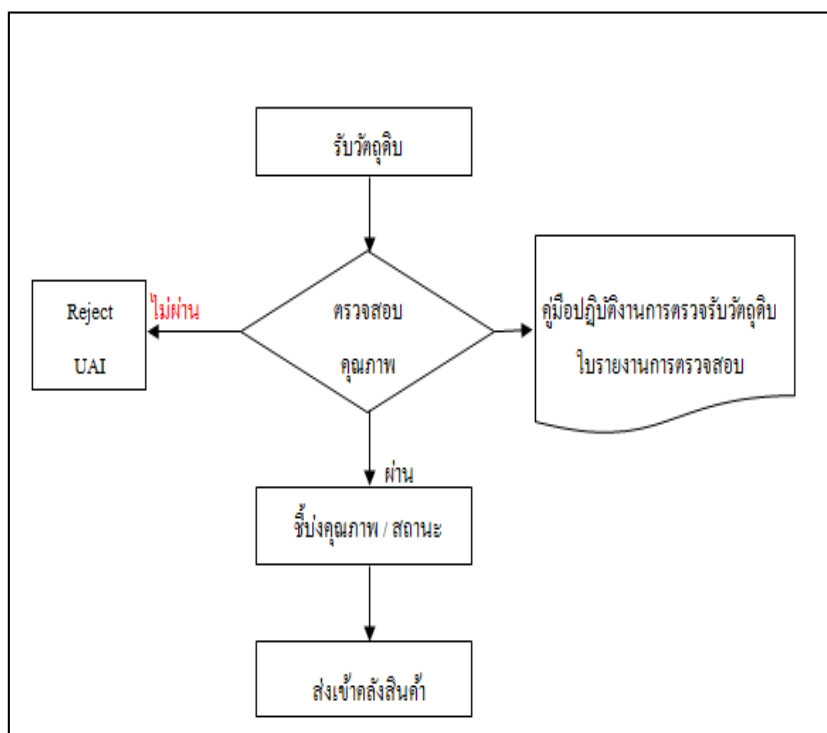 รับวัตถุดิบ
ตรวจสอบ
คุณภาพ
ไม่ผ่าน
Reject
UAI
คู่มือปฏิบัติงานการตรวจรับวัตถุดิบ
ใบรายงานการตรวจสอบ
ผ่าน
ชี้บ่งคุณภาพ / สถานะ
ส่งเข้าคลังสินค้า